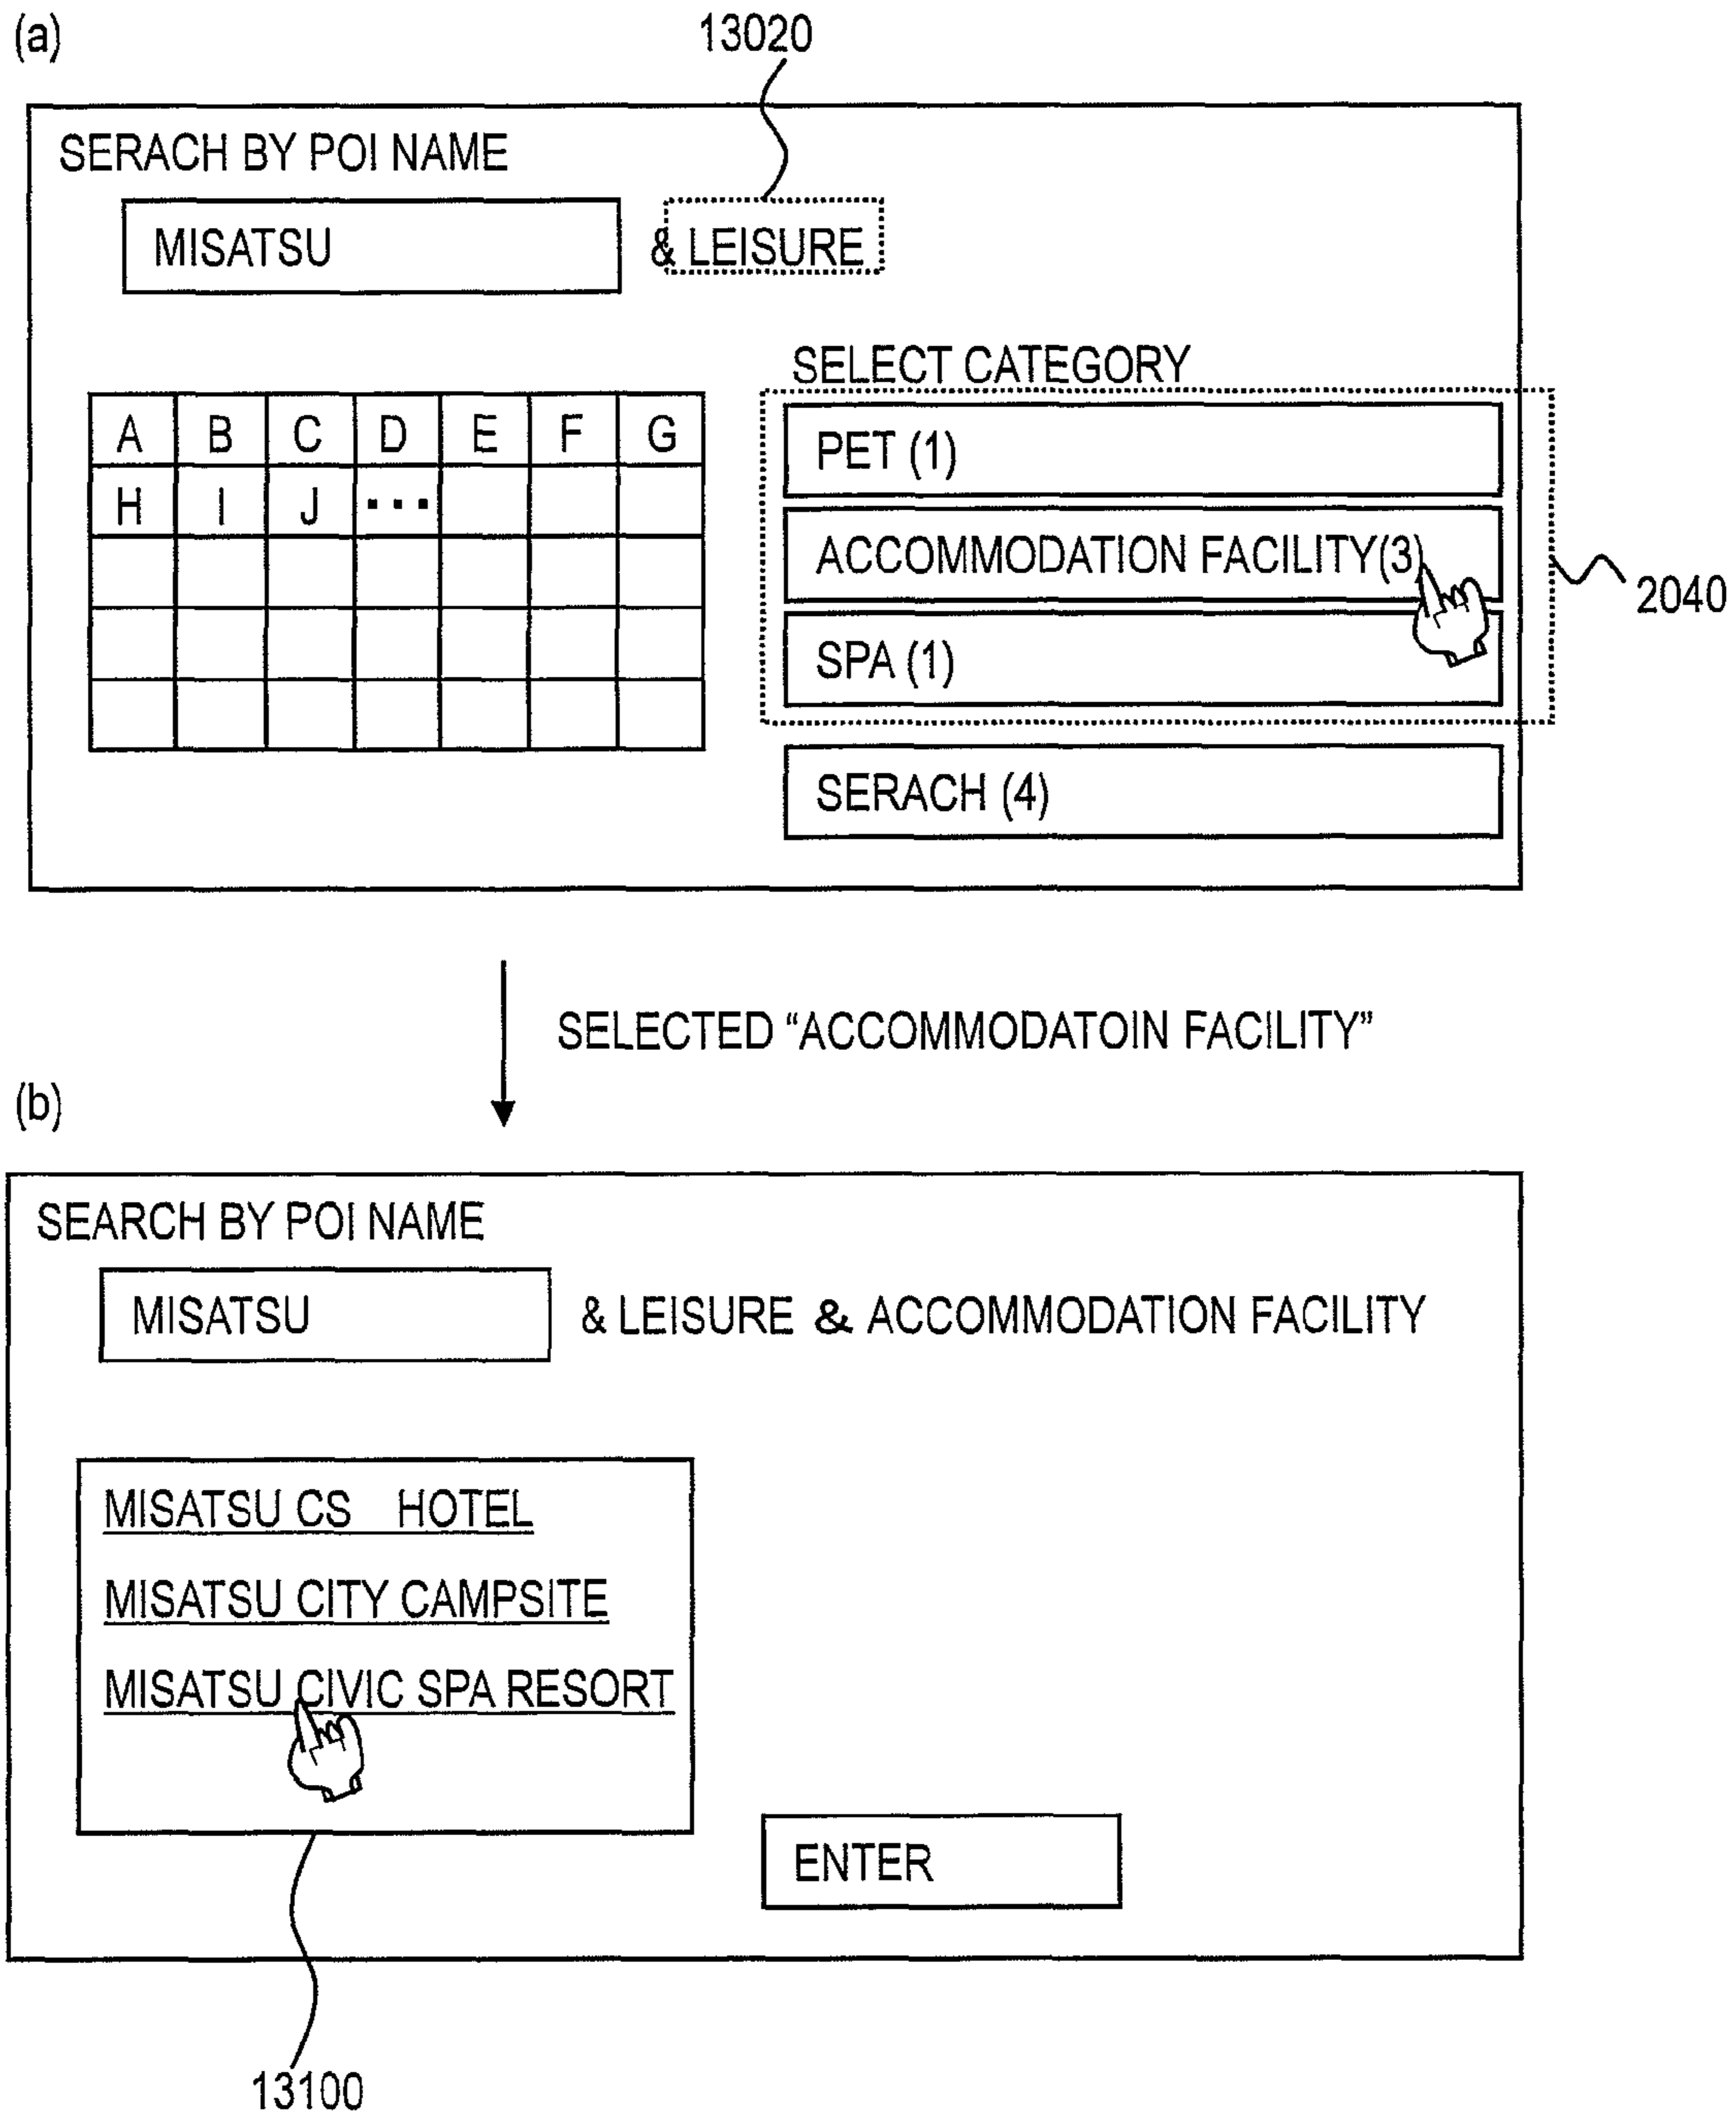 (a)
13020
SERACH BY POI NAME
MISATSU & LEISURE
SELECT CATEGORY
A B C D E F G
H I J ...
PET (1)
ACCOMMODATION FACILITY(3)
2040
SPA (1)
SERACH (4)
SELECTED “ACCOMMODATOIN FACILITY”
(b)
SEARCH BY POI NAME
MISATSU & LEISURE & ACCOMMODATION FACILITY
MISATSU CS HOTEL
MISATSU CITY CAMPSITE
MISATSU CIVIC SPA RESORT
ENTER
13100